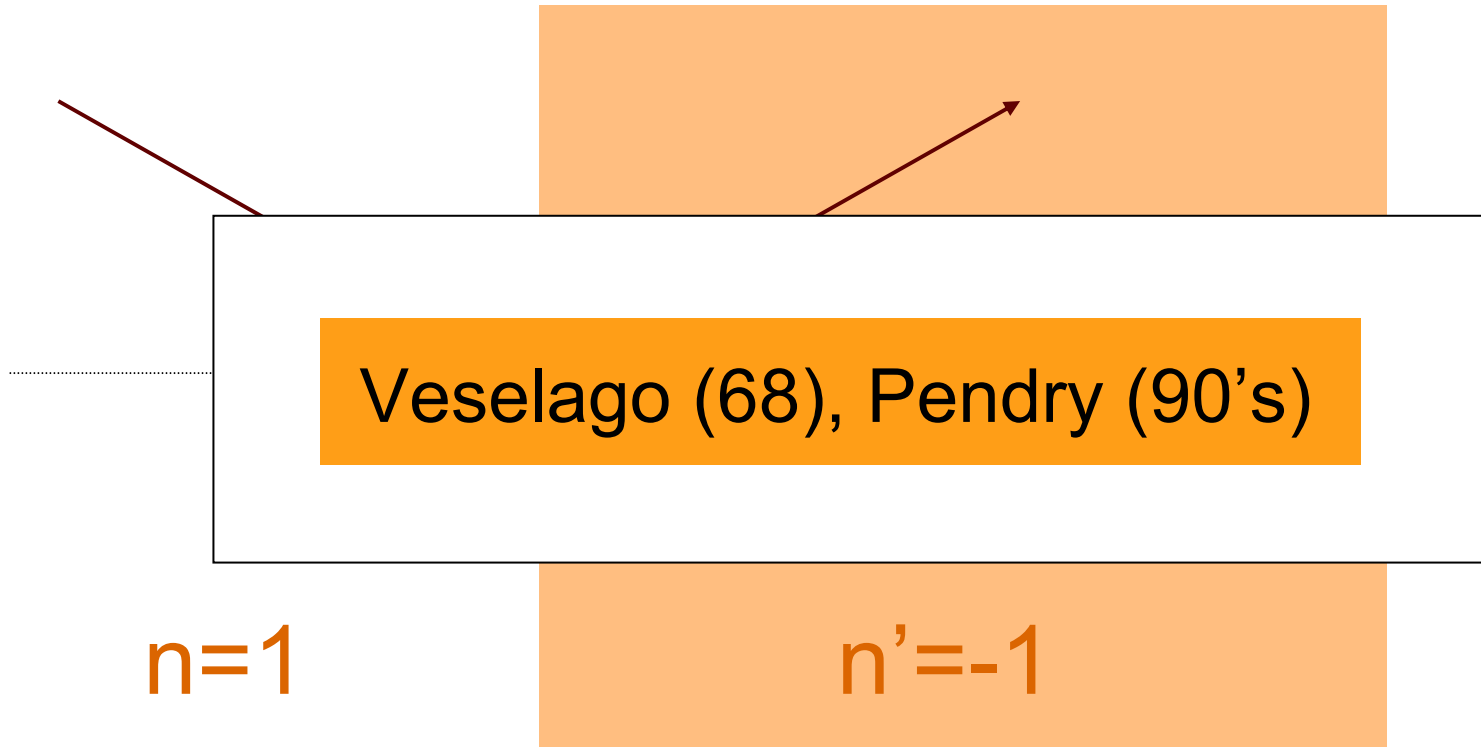 Veselago (68), Pendry (90’s)
n=1
n’=-1